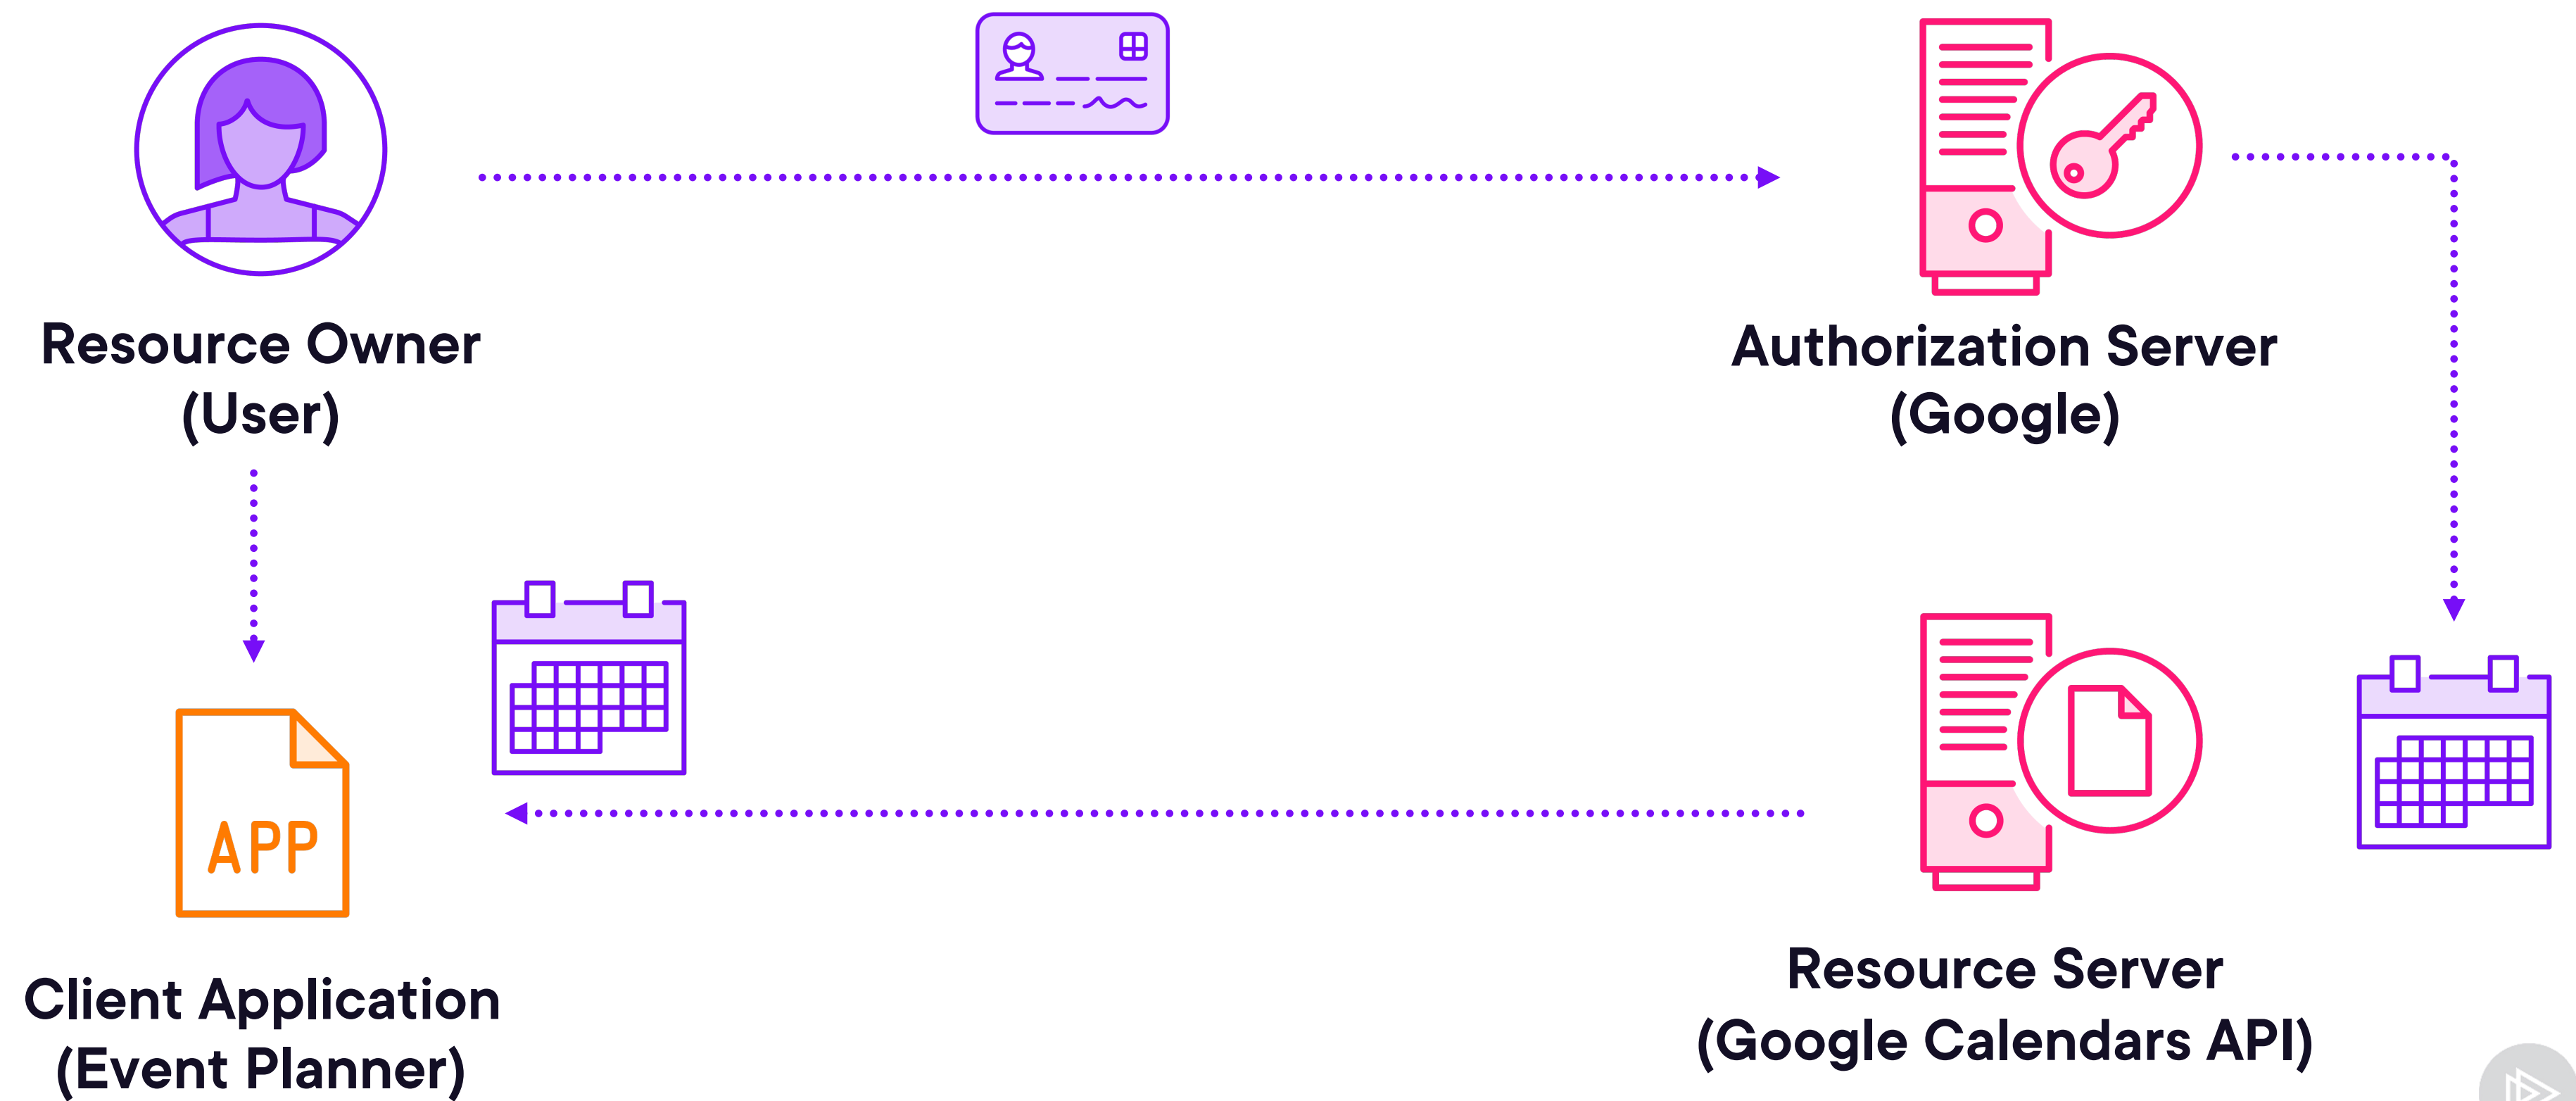 Resource Owner
(User)
Authorization Server
(Google)
APP
Client Application
(Event Planner)
Resource Server
(Google Calendars API)